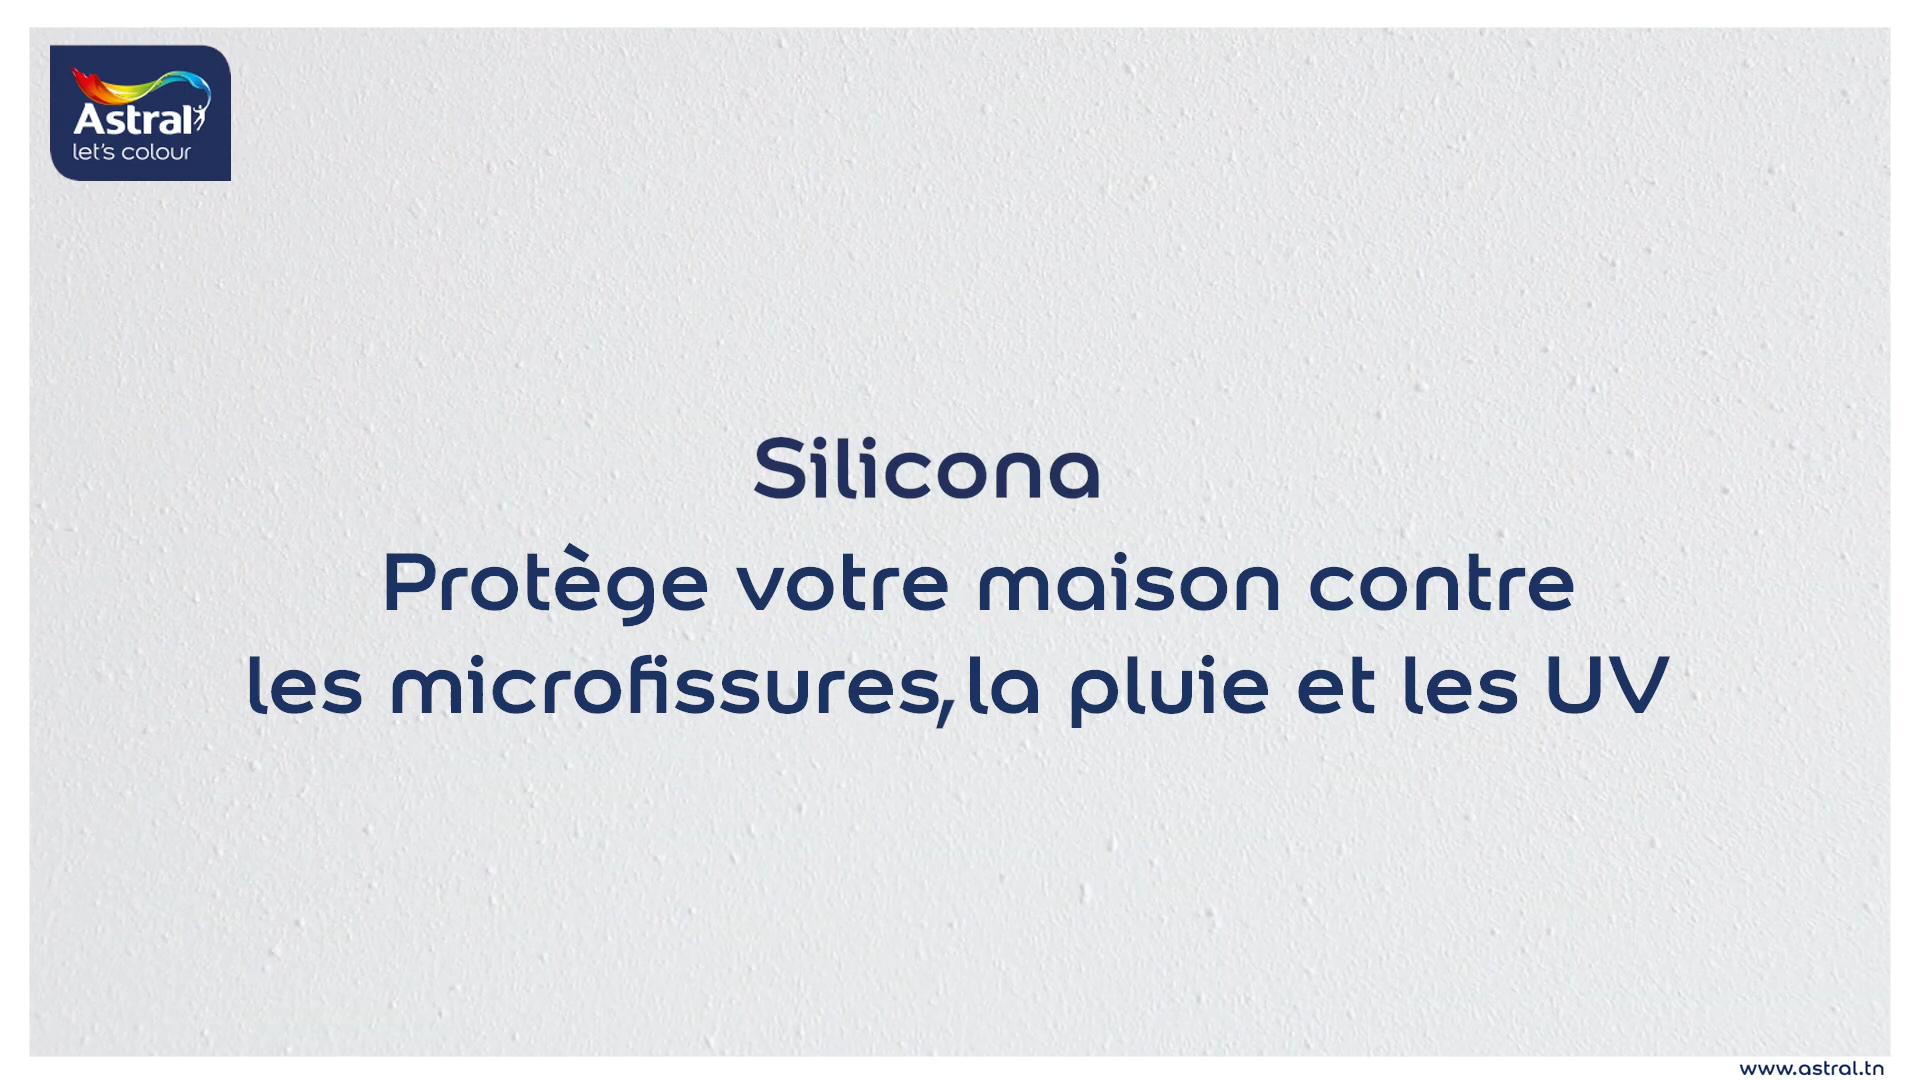 Astral
let's colour
Silicona
Protège votre maison contre
les microfissures, la pluie et les UV
www.astral.tn